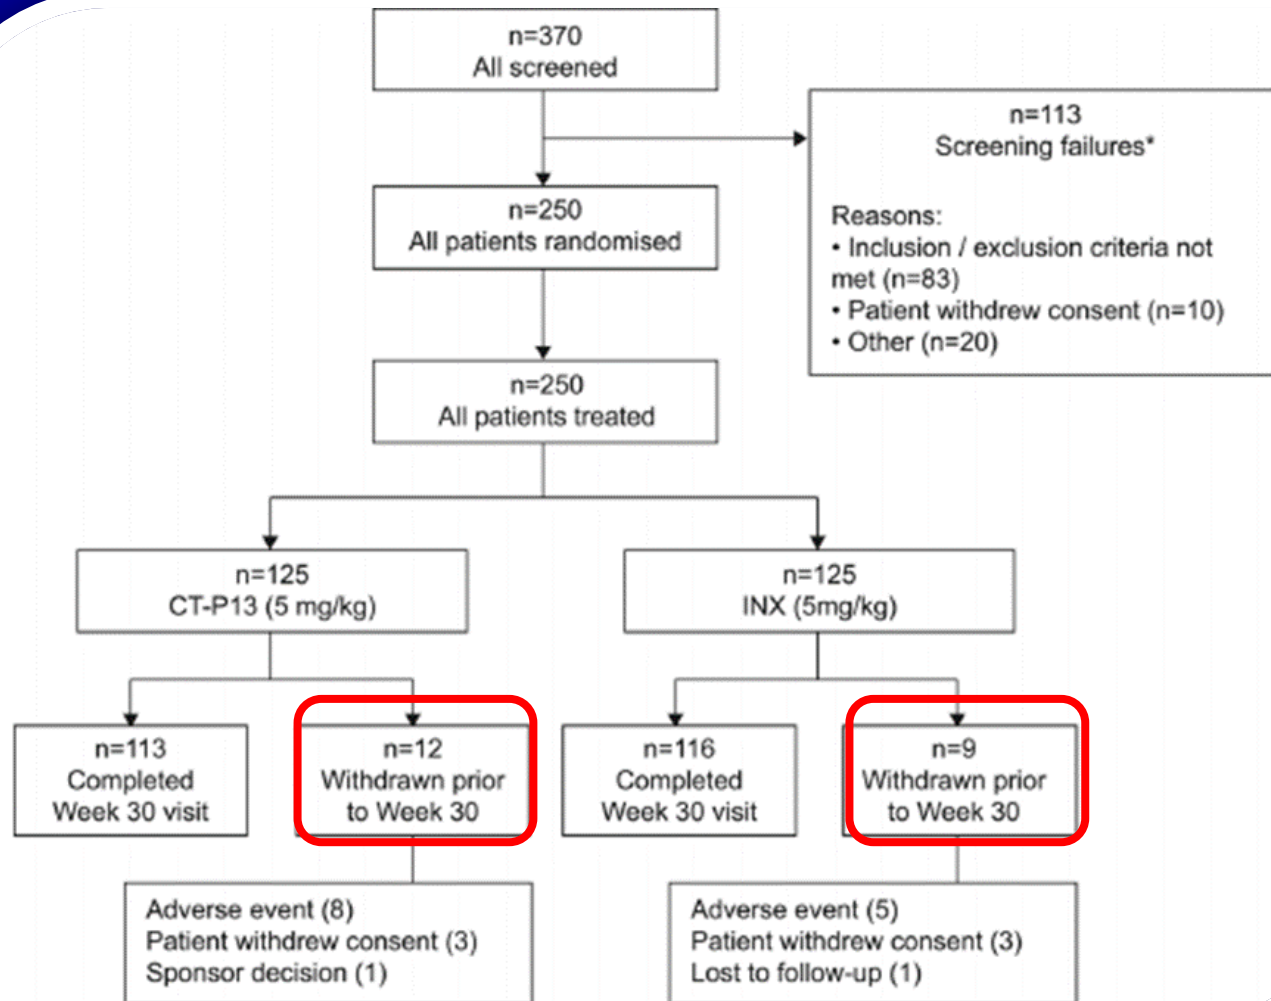 n=370
All screened
n=113
Screening failures*
Reasons:
• Inclusion / exclusion criteria not
met (n=83)
• Patient withdrew consent (n=10)
• Other (n=20)
n=250
All patients randomised
n=250
All patients treated
n=125
CT-P13 (5 mg/kg)
n=125
INX (5mg/kg)
n=113
Completed
Week 30 visit
n=12
Withdrawn prior
to Week 30
n=116
Completed
Week 30 visit
n=9
Withdrawn prior
to Week 30
Adverse event (8)
Patient withdrew consent (3)
Sponsor decision (1)
Adverse event (5)
Patient withdrew consent (3)
Lost to follow-up (1)